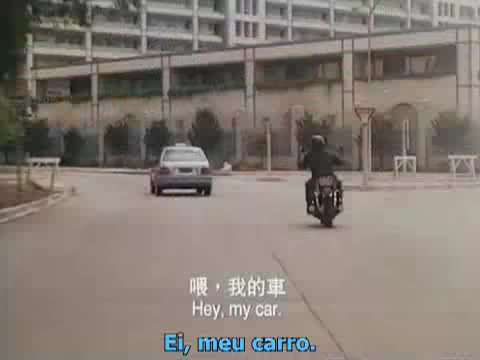 喂，我的車
Hey, my car.
Ei, meu carro.